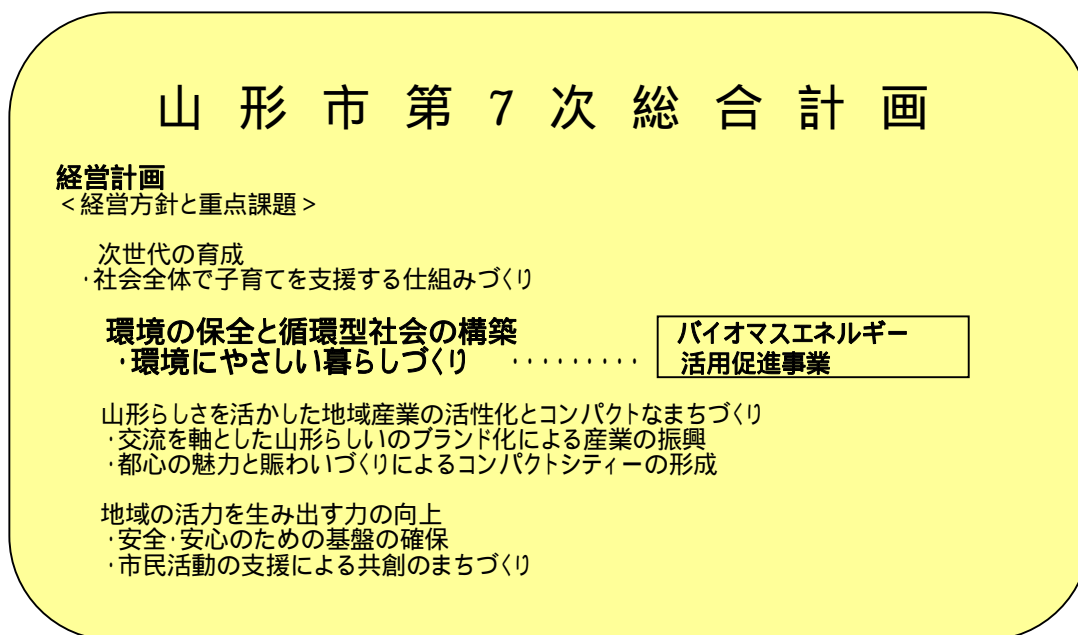 山形市第7次総合計画
経営計画
<経営方針と重点課題>
次世代の育成
・社会全体で子育てを支援する仕組みづくり
環境の保全と循環型社会の構築
・環境にやさしい暮らしづくり ・・・・・・・・・
バイオマスエネルギー
活用促進事業
山形らしさを活かした地域産業の活性化とコンパクトなまちづくり
・交流を軸とした山形らしいのブランド化による産業の振興
・都心の魅力と賑わいづくりによるコンパクトシティーの形成
地域の活力を生み出す力の向上
・安全・安心のための基盤の確保
・市民活動の支援による共創のまちづくり